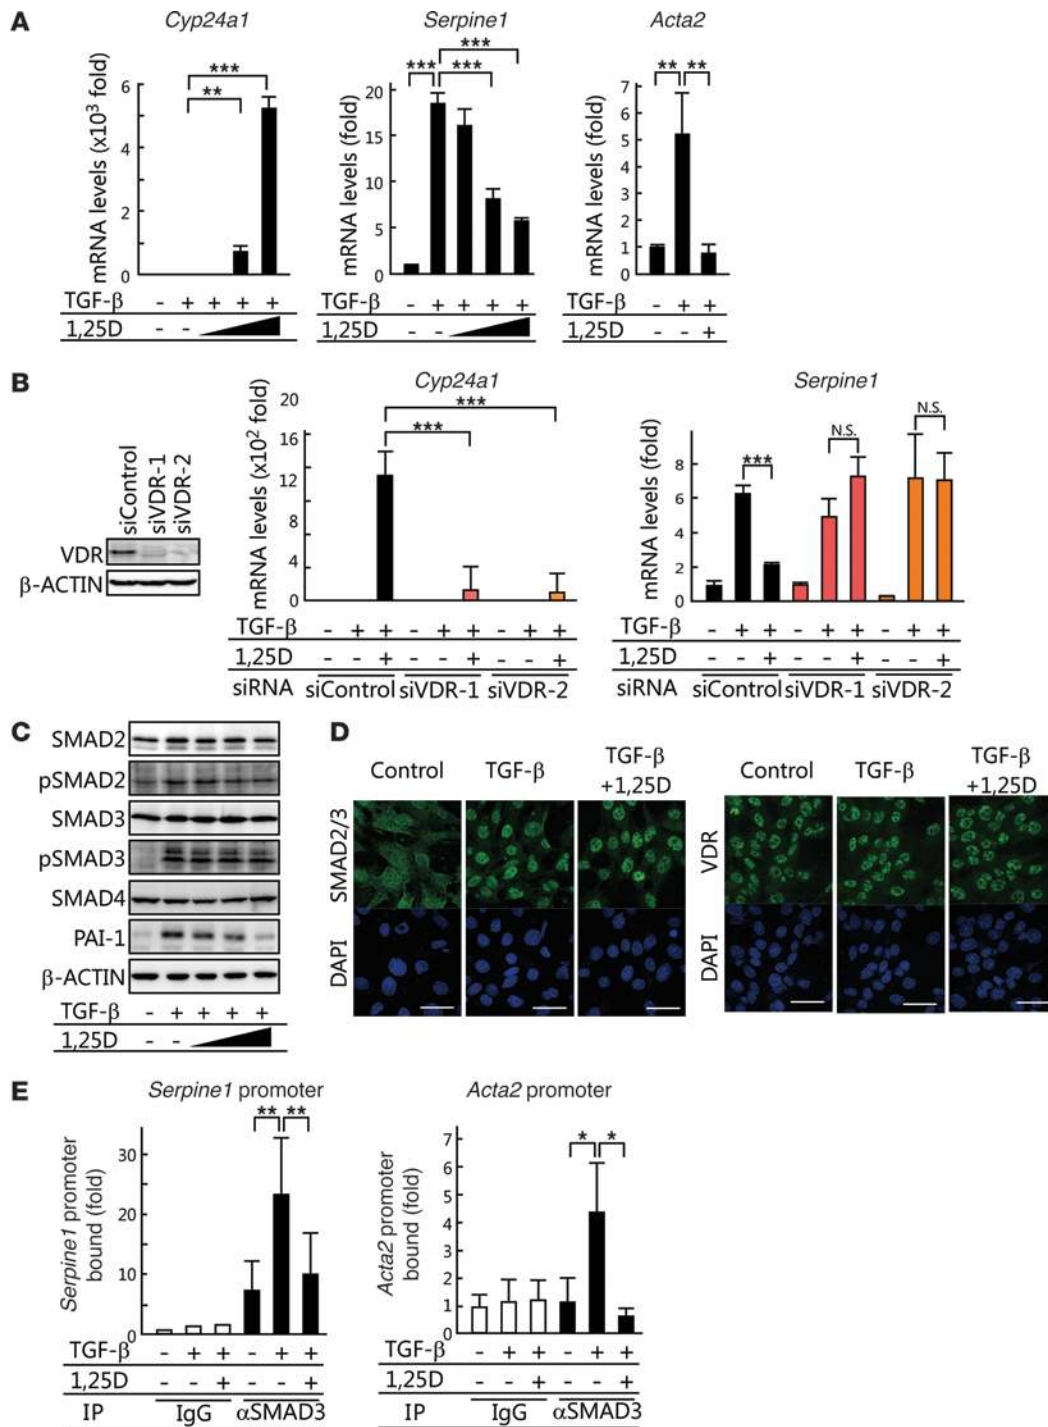 A
Cyp24a1
Serpine1
Acta2
mRNA levels (x10³ fold)
6
4
2
0
**
***
mRNA levels (fold)
20
15
10
5
0
***
***
***
mRNA levels (fold)
7
6
5
4
3
2
1
0
**
**
TGF-β - + + + +
1,25D - -
- + + + +
- -
TGF-β - + +
1,25D - - +
B
siControl
siVDR-1
siVDR-2
VDR
β-ACTIN
Cyp24a1
mRNA levels (x10² fold)
20
16
12
8
4
0
***
***
Serpine1
mRNA levels (fold)
8
6
4
2
0
***
N.S.
N.S.
TGF-β - + + - + + - + +
1,25D - - + - - + - - +
siRNA siControl siVDR-1 siVDR-2
TGF-β - + + - + + - + +
1,25D - - + - - + - - +
siRNA siControl siVDR-1 siVDR-2
C
SMAD2
pSMAD2
SMAD3
pSMAD3
SMAD4
PAI-1
β-ACTIN
TGF-β - + + + +
1,25D - -
D
Control TGF-β TGF-β +1,25D
SMAD2/3
DAPI
Control TGF-β TGF-β +1,25D
VDR
DAPI
E
Serpine1 promoter
Serpine1 promoter bound (fold)
30
20
10
0
**
**
TGF-β - + + - + +
1,25D - - + - - +
IP IgG αSMAD3
Acta2 promoter
Acta2 promoter bound (fold)
7
6
5
4
3
2
1
0
*
*
TGF-β - + + - + +
1,25D - - + - - +
IP IgG αSMAD3